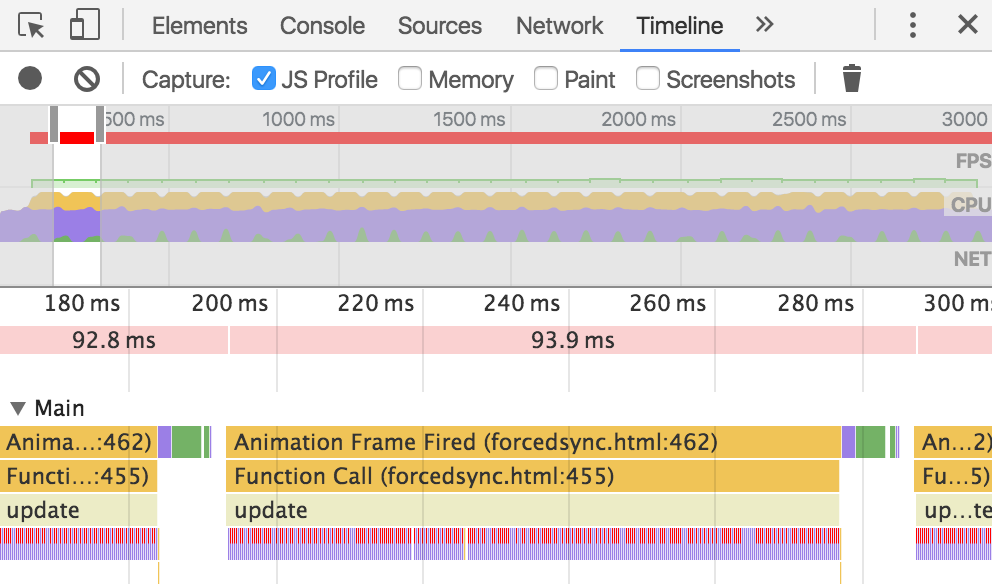 Elements Console Sources Network Timeline
Capture: JS Profile Memory Paint Screenshots
500 ms 1000 ms 1500 ms 2000 ms 2500 ms 3000
FPS
CPU
NET
180 ms 200 ms 220 ms 240 ms 260 ms 280 ms 300 m
92.8 ms 93.9 ms
Main
Anima...:462) Animation Frame Fired (forcedsync.html:462) An...2)
Functi...:455) Function Call (forcedsync.html:455) Fu...5)
update update up...te